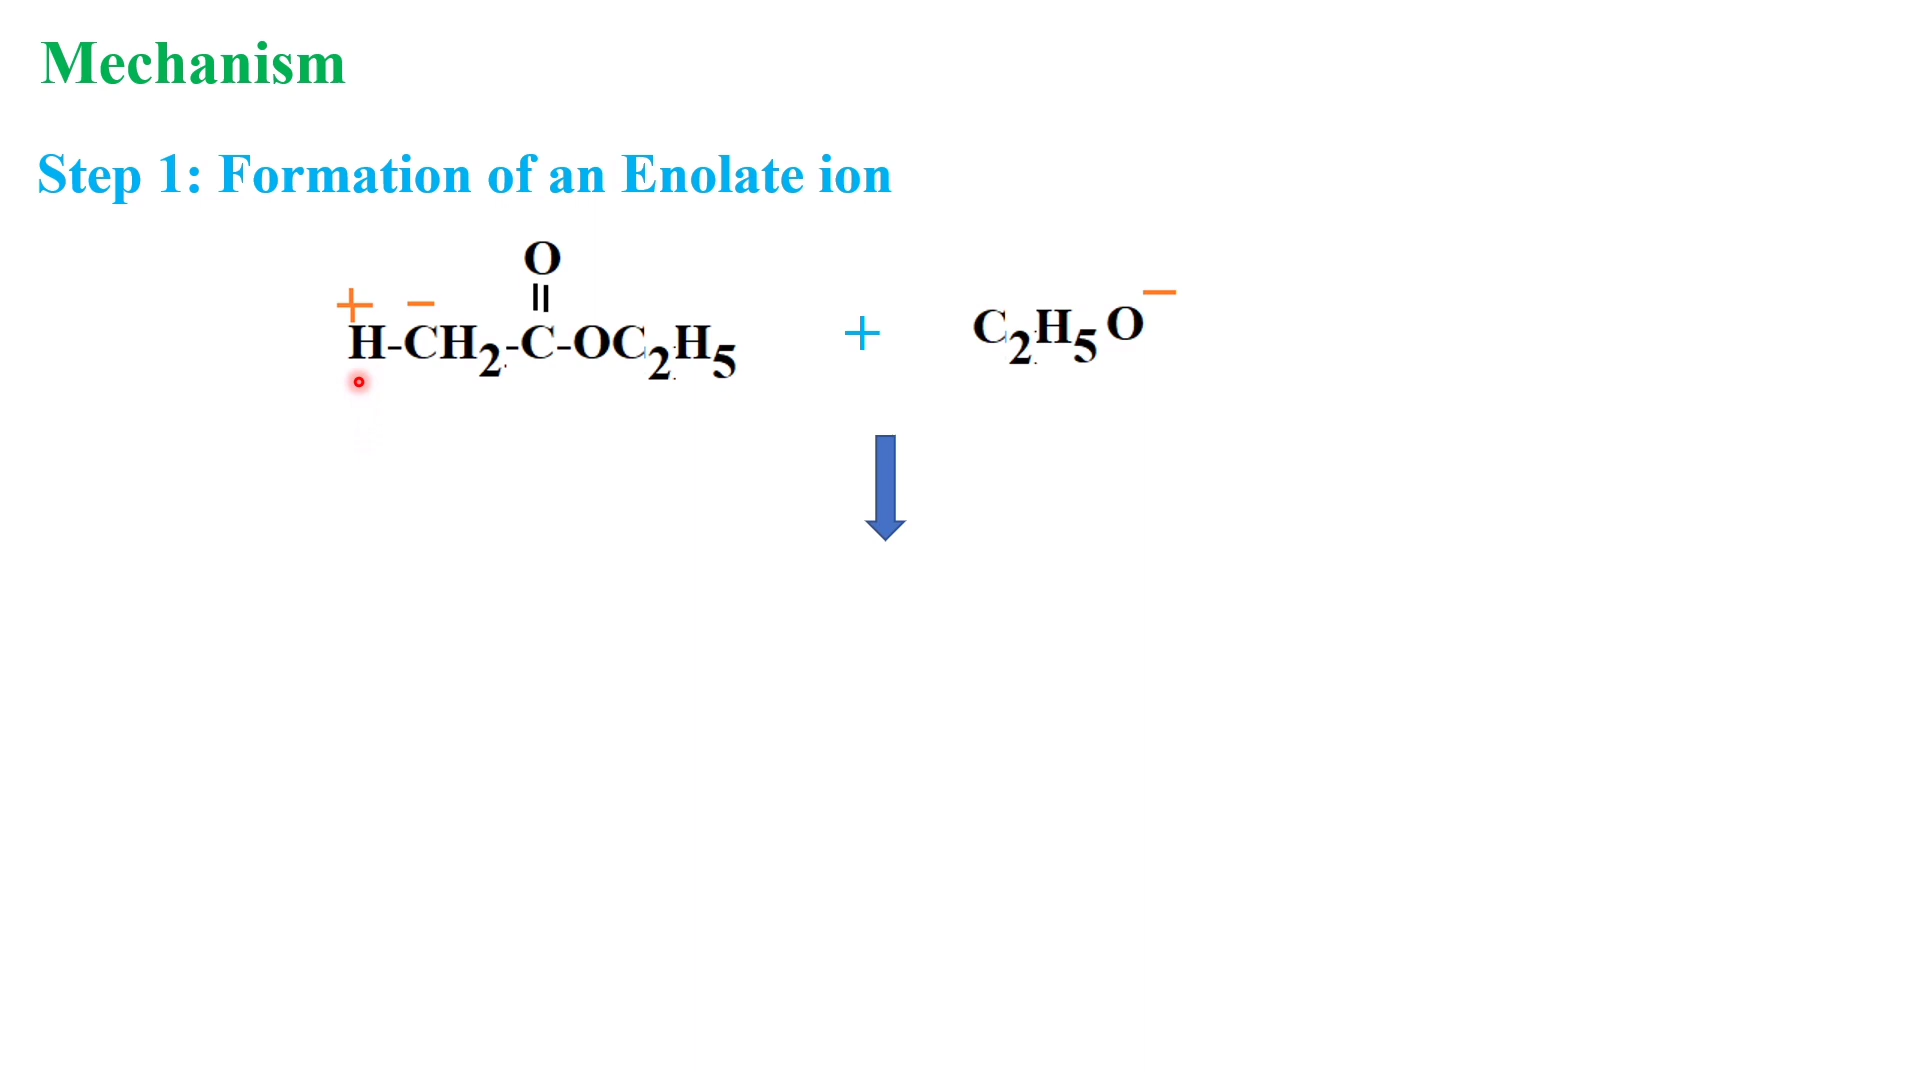 Mechanism
Step 1: Formation of an Enolate ion
O
||
+ −
H-CH2-C-OC2H5 + C2H5O−